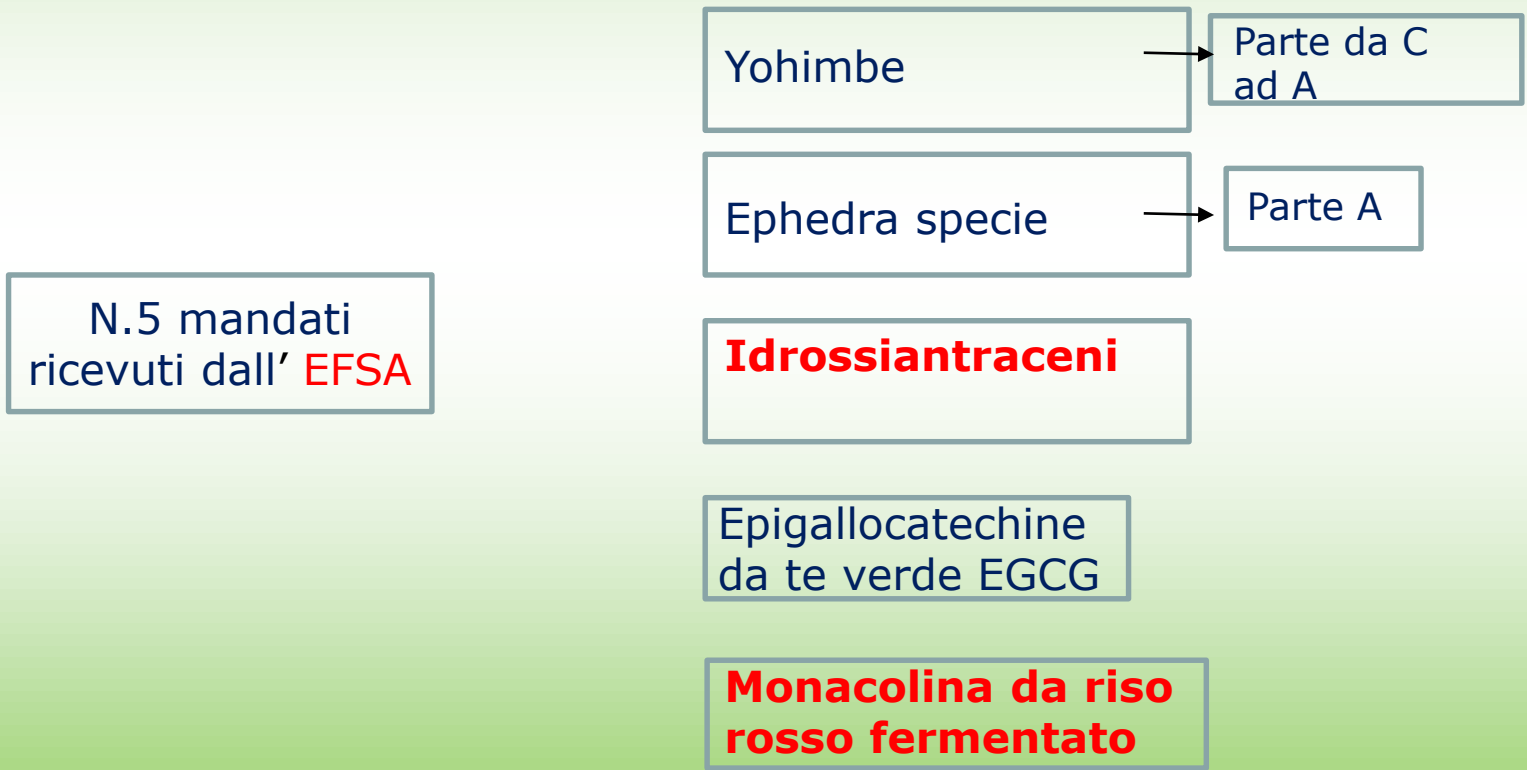 Yohimbe
Parte da C
ad A
Ephedra specie
Parte A
N.5 mandati
ricevuti dall’ EFSA
Idrossiantraceni
Epigallocatechine
da te verde EGCG
Monacolina da riso
rosso fermentato